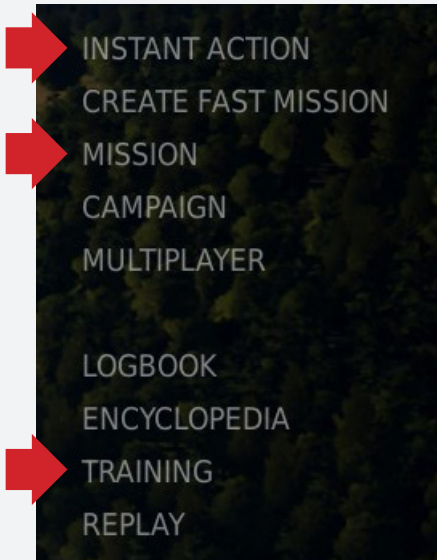 INSTANT ACTION
CREATE FAST MISSION
MISSION
CAMPAIGN
MULTIPLAYER
LOGBOOK
ENCYCLOPEDIA
TRAINING
REPLAY